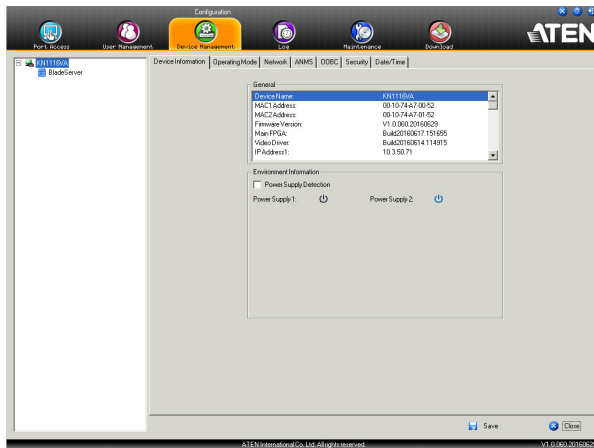 Configuration
Port Access
User Management
Device Management
Log
Maintenance
Download
ATEN
KN1116VA
BladeServer
Device Information
Operating Mode
Network
ANMS
OOBC
Security
Date/Time
General
Device Name: KN1116VA
MAC1 Address: 00-10-74-A7-00-52
MAC2 Address: 00-10-74-A7-01-52
Firmware Version: V1.0.060.20160629
Main FPGA: Build20160617.151655
Video Driver: Build20160614.114915
IP Address1: 10.3.50.71
Environment Information
Power Supply Detection
Power Supply 1: Power Supply 2:
Save
Close
ATEN International Co. Ltd. All rights reserved.
V1.0.060.2016062